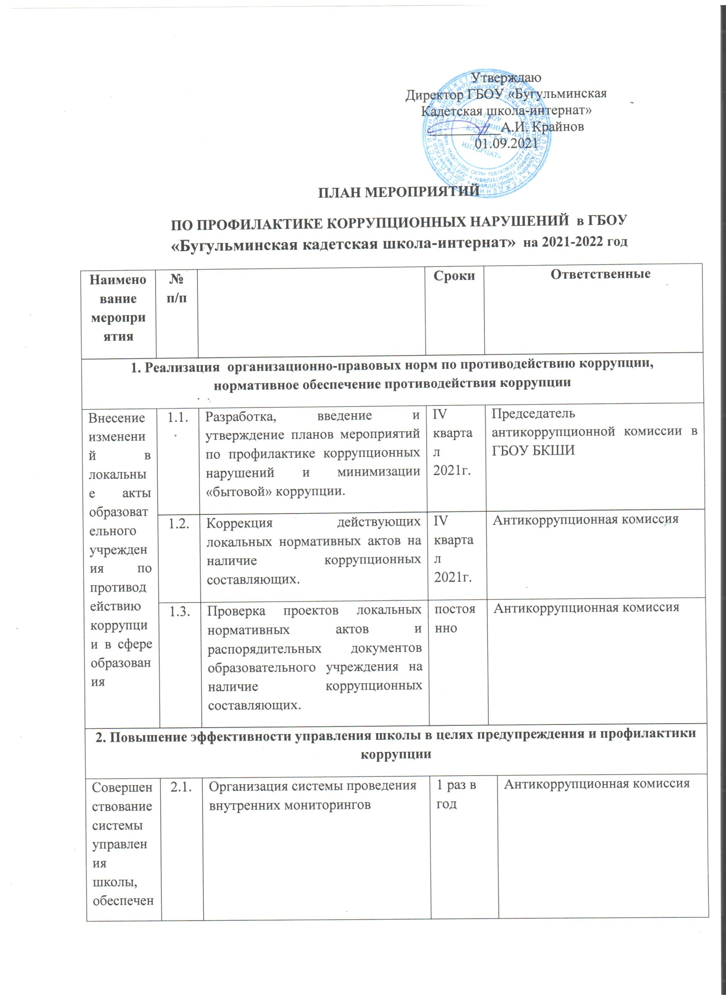 Утверждаю
Директор ГБОУ «Бугульминская
Кадетская школа-интернат»
А.И. Крайнов
01.09.2021
ГБОУ
«БУГУЛЬМИНСКАЯ
КАДЕТСКАЯ
ШКОЛА
ИНТЕРНАТ»
ПЛАН МЕРОПРИЯТИЙ
ПО ПРОФИЛАКТИКЕ КОРРУПЦИОННЫХ НАРУШЕНИЙ в ГБОУ
«Бугульминская кадетская школа-интернат» на 2021-2022 год
Наимено
вание
меропри
ятия
№
п/п
Сроки
Ответственные
1. Реализация организационно-правовых норм по противодействию коррупции,
нормативное обеспечение противодействия коррупции
Внесение
изменени
й в
локальны
е акты
образоват
ельного
учрежден
ия по
противод
ействию
коррупци
и в сфере
образован
ия
1.1.
Разработка, введение и
утверждение планов мероприятий
по профилактике коррупционных
нарушений и минимизации
«бытовой» коррупции.
IV
кварта
л
2021г.
Председатель
антикоррупционной комиссии в
ГБОУ БКШИ
1.2.
Коррекция действующих
локальных нормативных актов на
наличие коррупционных
составляющих.
IV
кварта
л
2021г.
Антикоррупционная комиссия
1.3.
Проверка проектов локальных
нормативных актов и
распорядительных документов
образовательного учреждения на
наличие коррупционных
составляющих.
постоя
нно
Антикоррупционная комиссия
2. Повышение эффективности управления школы в целях предупреждения и профилактики
коррупции
Совершен
ствование
системы
управлен
ия
школы,
обеспечен
2.1.
Организация системы проведения
внутренних мониторингов
1 раз в
год
Антикоррупционная комиссия